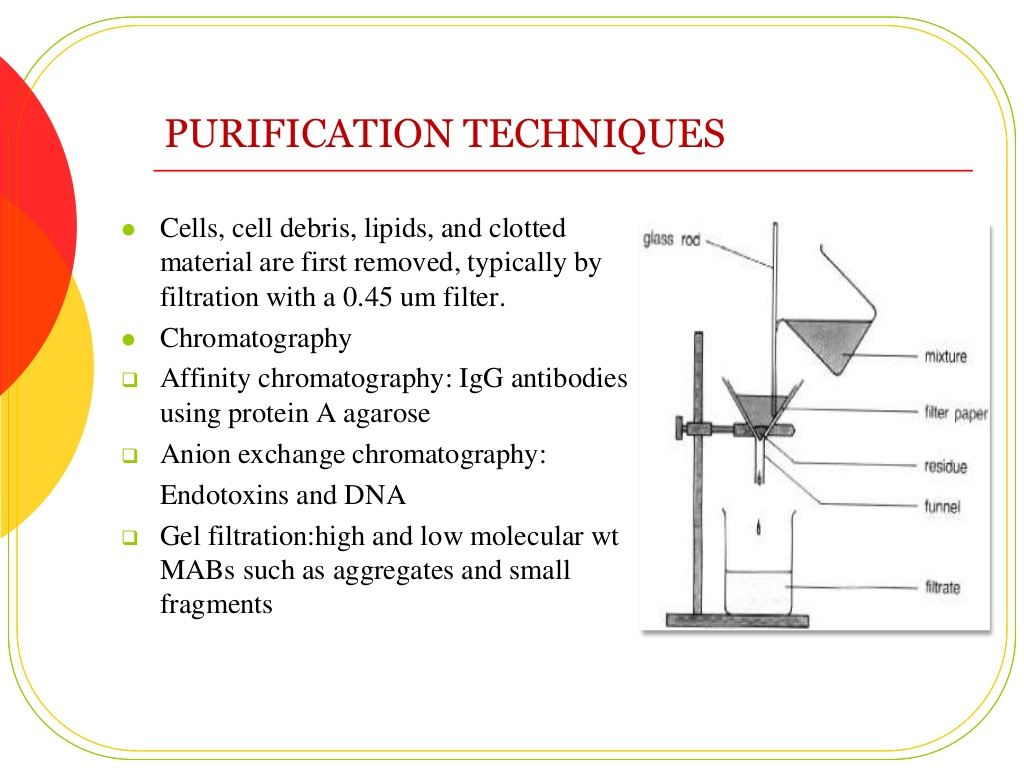 PURIFICATION TECHNIQUES
Cells, cell debris, lipids, and clotted
material are first removed, typically by
filtration with a 0.45 um filter.
Chromatography
Affinity chromatography: IgG antibodies
using protein A agarose
Anion exchange chromatography:
Endotoxins and DNA
Gel filtration:high and low molecular wt
MABs such as aggregates and small
fragments
glass rod
mixture
filter paper
residue
funnel
filtrate